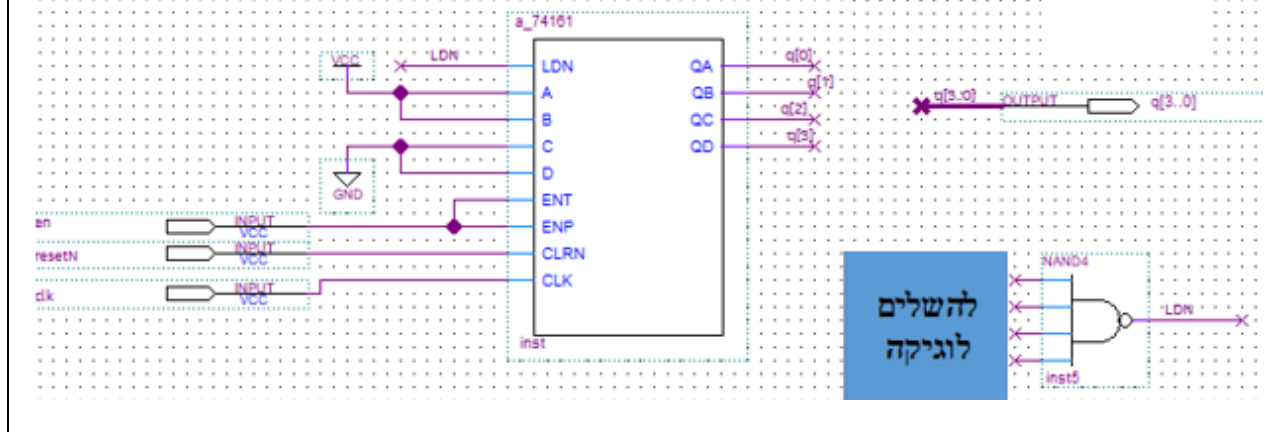 a_74161
VCC
LDN
LDN
QA
q[0]
A
QB
q[1]
B
QC
q[2]
C
QD
q[3]
D
GND
ENT
en
INPUT
VCC
ENP
resetN
INPUT
VCC
CLRN
clk
INPUT
VCC
CLK
inst
q[3..0]
OUTPUT
q[3..0]
להשלים
לוגיקה
NAND4
LDN
inst5